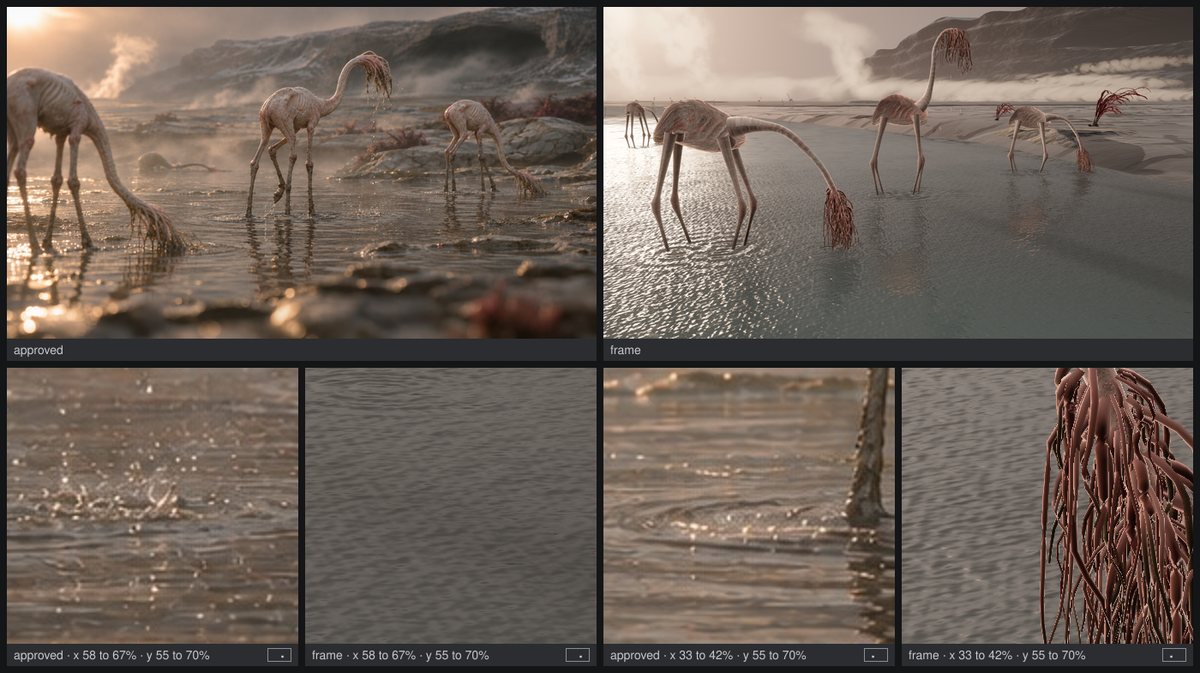 approved
frame
approved · x 58 to 67% · y 55 to 70%
frame · x 58 to 67% · y 55 to 70%
approved · x 33 to 42% · y 55 to 70%
frame · x 33 to 42% · y 55 to 70%